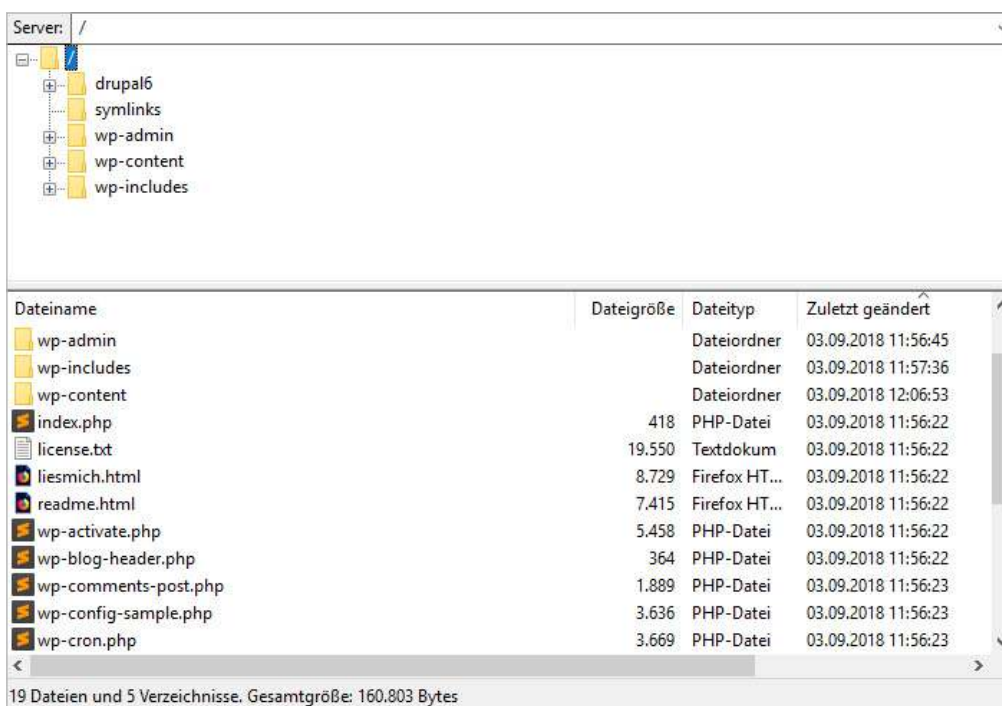 Server: /
/
drupal6
symlinks
wp-admin
wp-content
wp-includes
Dateiname Dateigröße Dateityp Zuletzt geändert
wp-admin Dateiordner 03.09.2018 11:56:45
wp-includes Dateiordner 03.09.2018 11:57:36
wp-content Dateiordner 03.09.2018 12:06:53
index.php 418 PHP-Datei 03.09.2018 11:56:22
license.txt 19.550 Textdokum 03.09.2018 11:56:22
liesmich.html 8.729 Firefox HT... 03.09.2018 11:56:22
readme.html 7.415 Firefox HT... 03.09.2018 11:56:22
wp-activate.php 5.458 PHP-Datei 03.09.2018 11:56:22
wp-blog-header.php 364 PHP-Datei 03.09.2018 11:56:22
wp-comments-post.php 1.889 PHP-Datei 03.09.2018 11:56:23
wp-config-sample.php 3.636 PHP-Datei 03.09.2018 11:56:23
wp-cron.php 3.669 PHP-Datei 03.09.2018 11:56:23
19 Dateien und 5 Verzeichnisse. Gesamtgröße: 160.803 Bytes